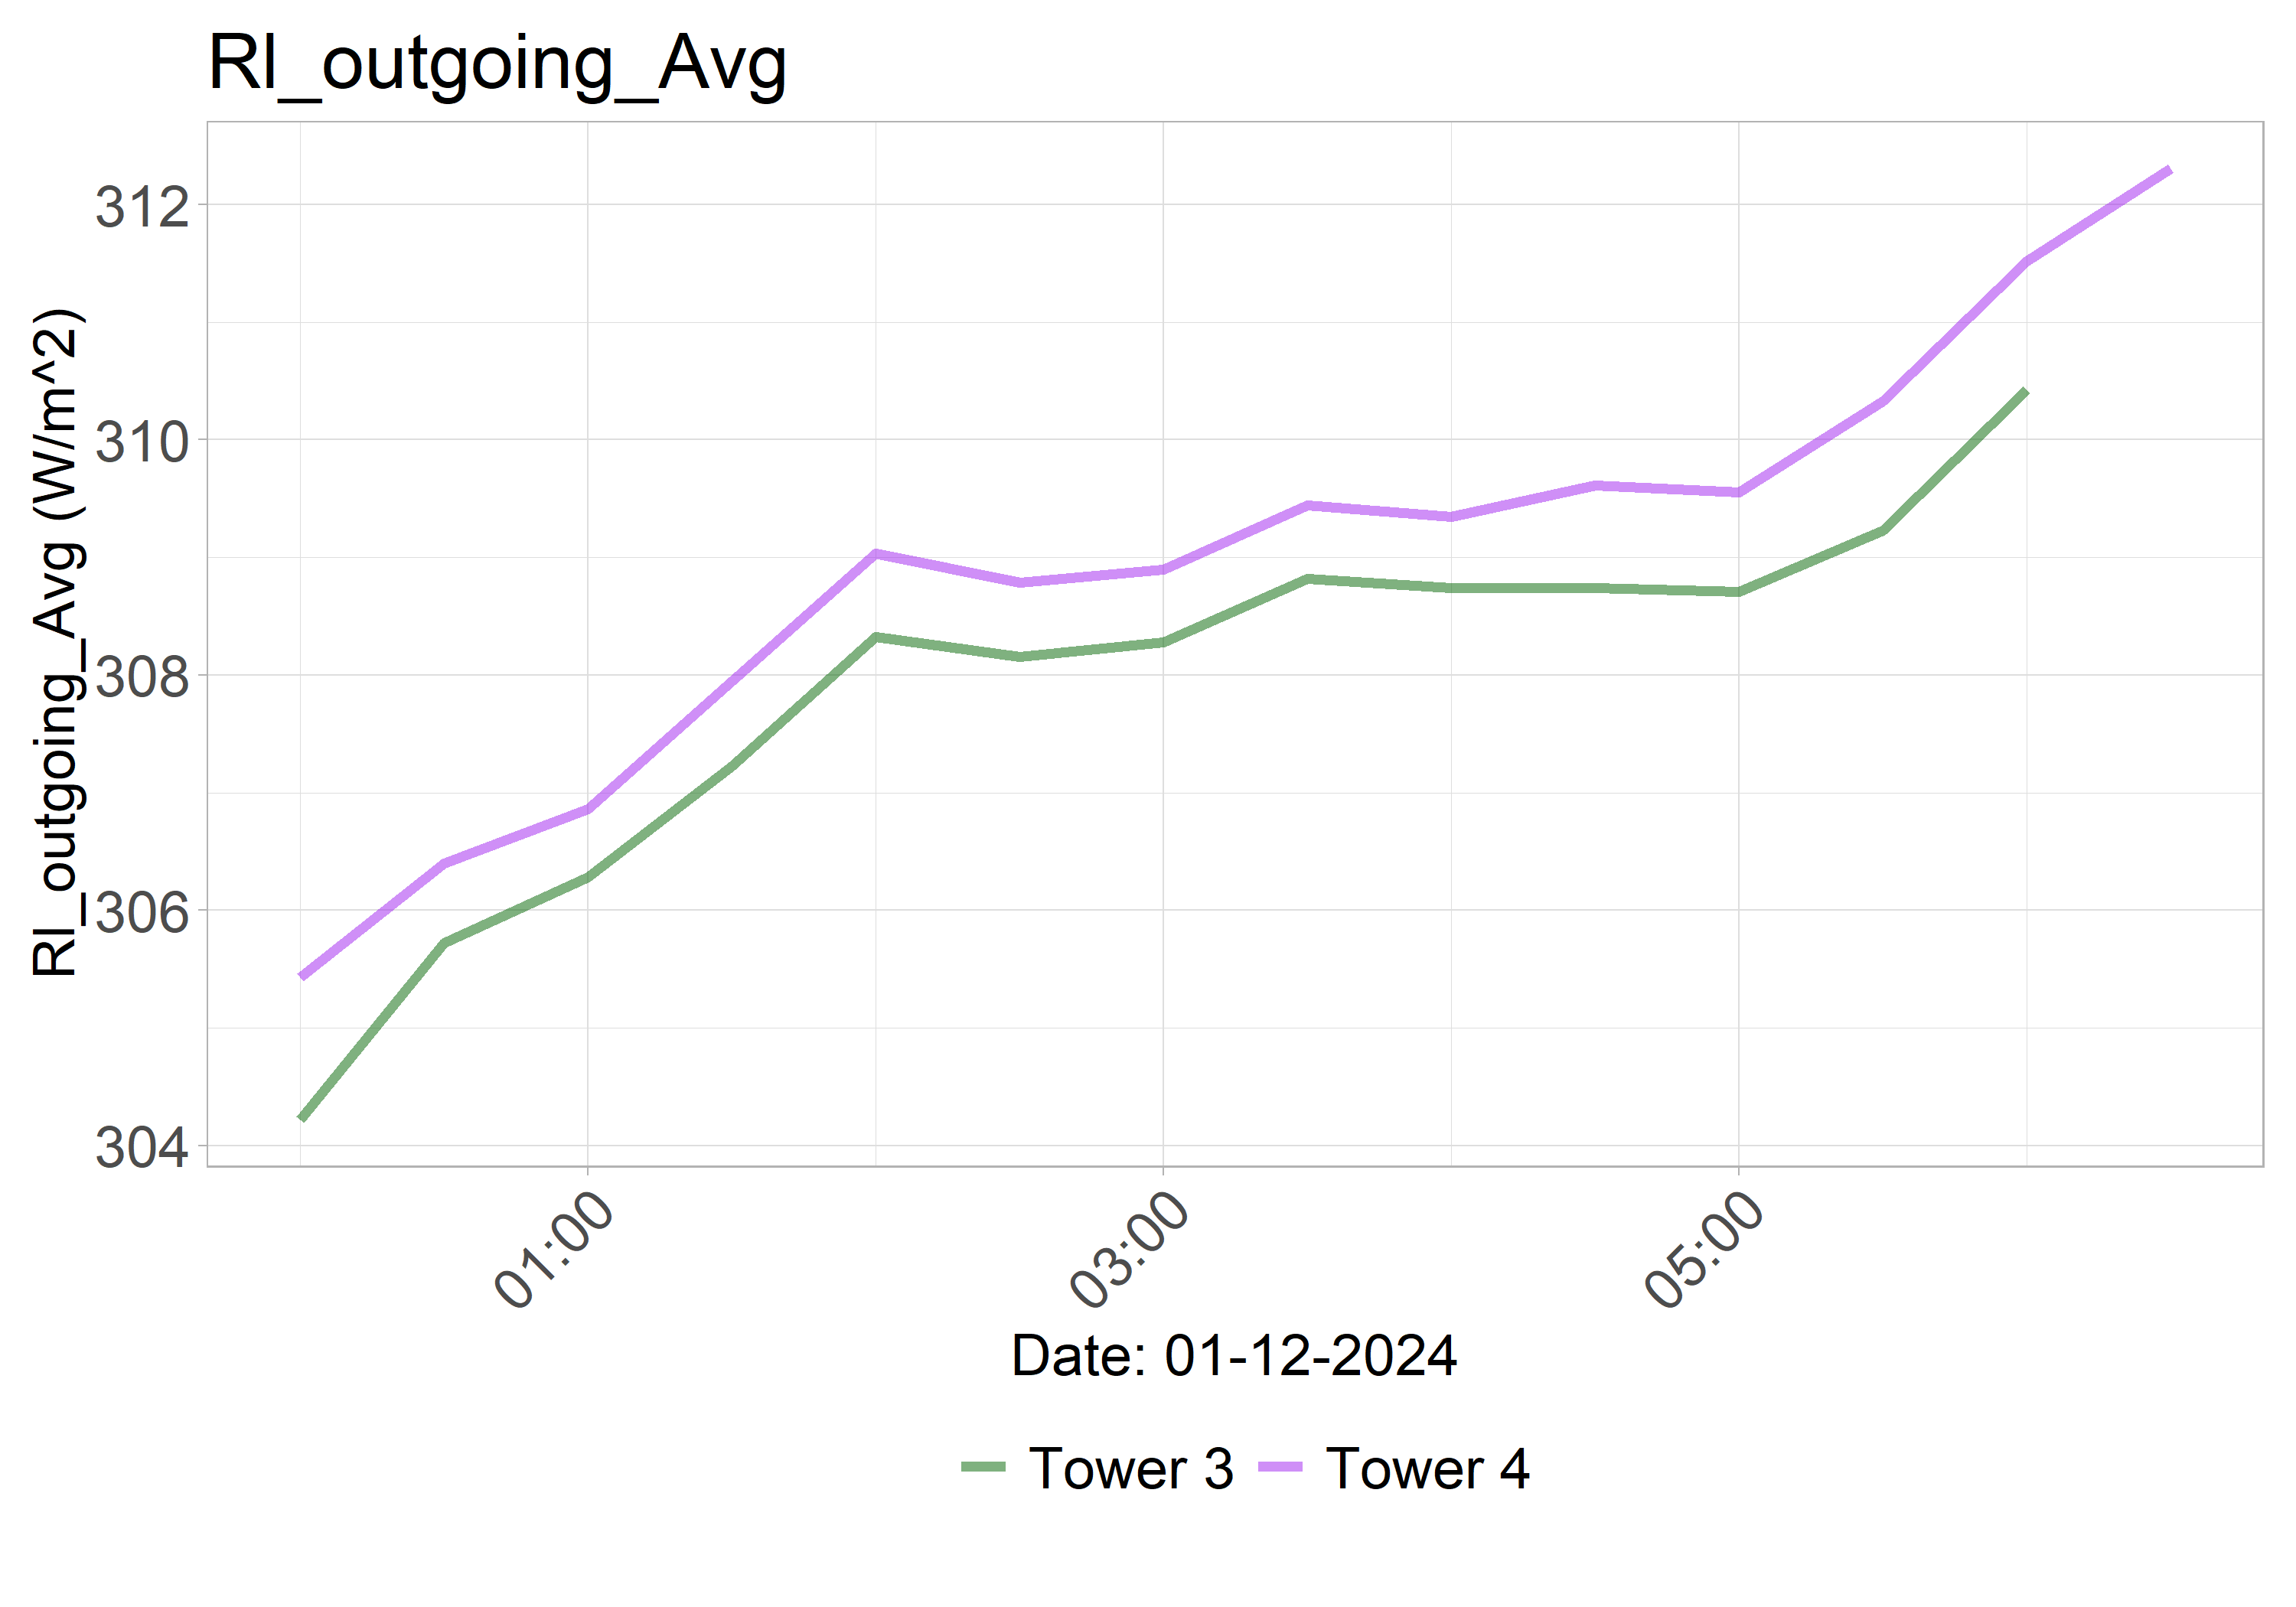 Rl_outgoing_Avg
Rl_outgoing_Avg (W/m^2)
312
310
308
306
304
01:00
03:00
05:00
Date: 01-12-2024
Tower 3
Tower 4